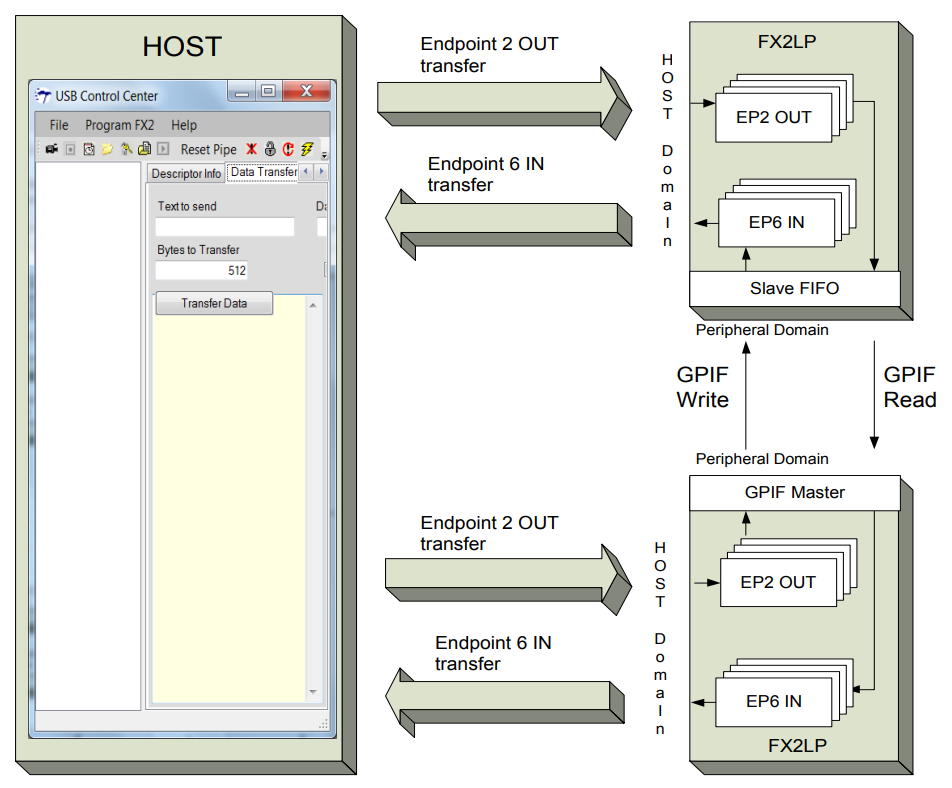 HOST
USB Control Center
File Program FX2 Help
Reset Pipe
Descriptor Info Data Transfer
Text to send
Bytes to Transfer
512
Transfer Data
Endpoint 2 OUT
transfer
Endpoint 6 IN
transfer
HOST DomaIn
FX2LP
EP2 OUT
EP6 IN
Slave FIFO
Peripheral Domain
GPIF
Write
GPIF
Read
Peripheral Domain
GPIF Master
Endpoint 2 OUT
transfer
Endpoint 6 IN
transfer
HOST DomaIn
EP2 OUT
EP6 IN
FX2LP